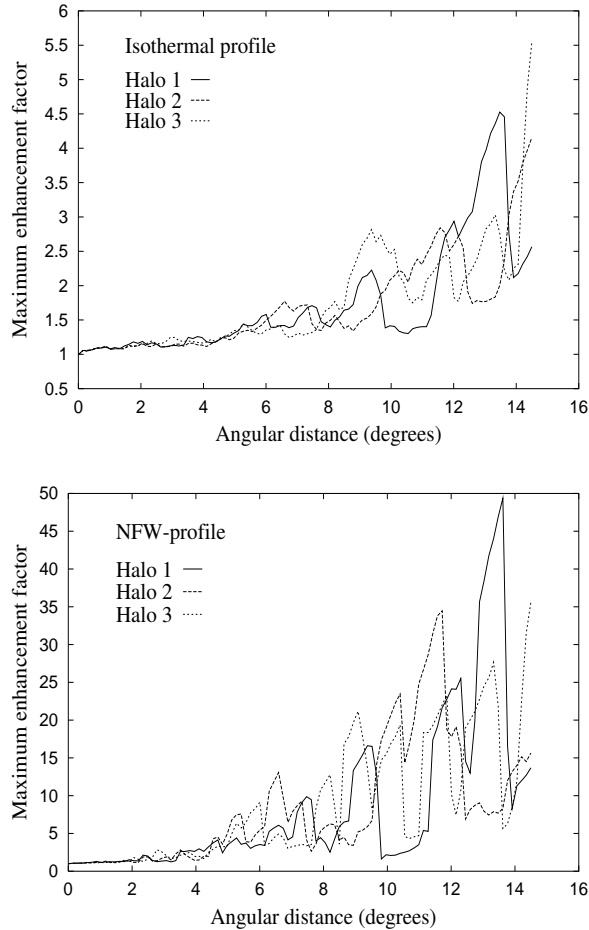 6
5.5
5
4.5
4
3.5
3
2.5
2
1.5
1
0.5
Maximum enhancement factor
Isothermal profile
Halo 1
Halo 2
Halo 3
0 2 4 6 8 10 12 14 16
Angular distance (degrees)
50
45
40
35
30
25
20
15
10
5
0
Maximum enhancement factor
NFW-profile
Halo 1
Halo 2
Halo 3
0 2 4 6 8 10 12 14 16
Angular distance (degrees)